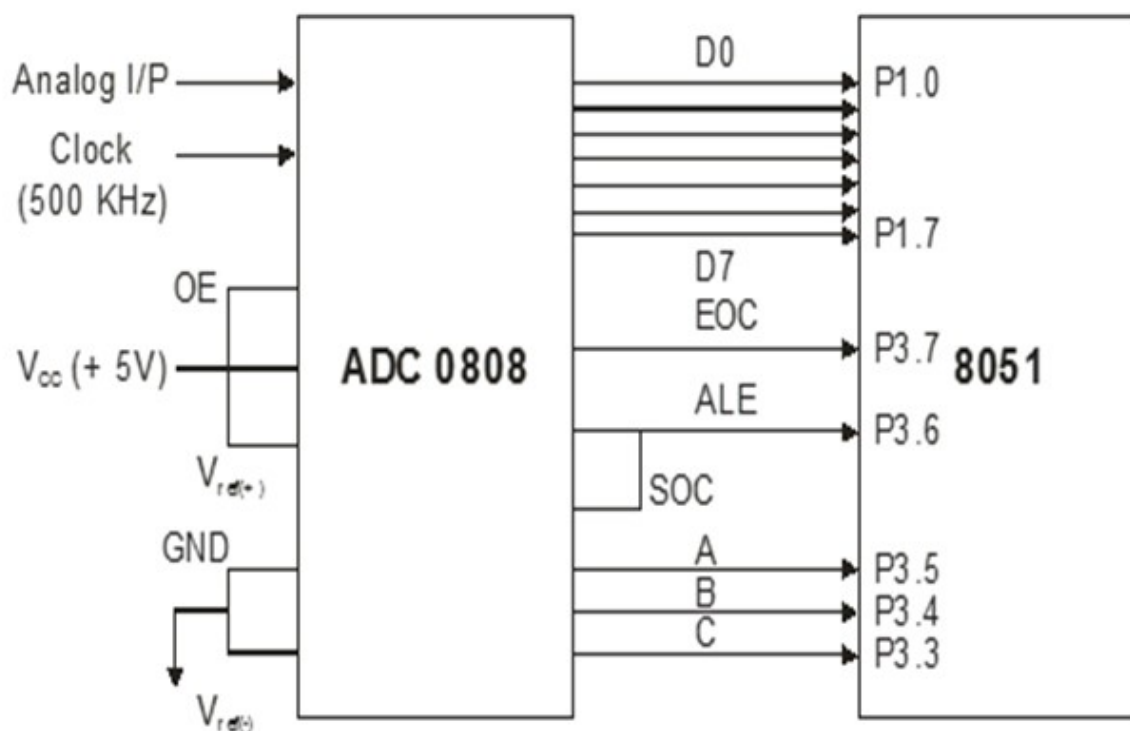 Analog I/P
Clock
(500 KHz)
OE
Vcc (+ 5V)
Vref(+)
GND
Vref(-)
ADC 0808
D0
D7
EOC
ALE
SOC
A
B
C
P1.0
P1.7
P3.7
P3.6
P3.5
P3.4
P3.3
8051